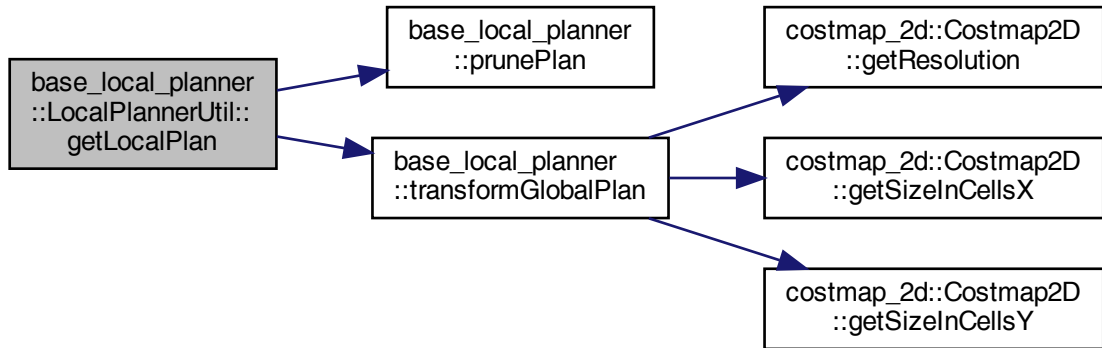 base_local_planner
::LocalPlannerUtil::
getLocalPlan
base_local_planner
::prunePlan
base_local_planner
::transformGlobalPlan
costmap_2d::Costmap2D
::getResolution
costmap_2d::Costmap2D
::getSizeInCellsX
costmap_2d::Costmap2D
::getSizeInCellsY